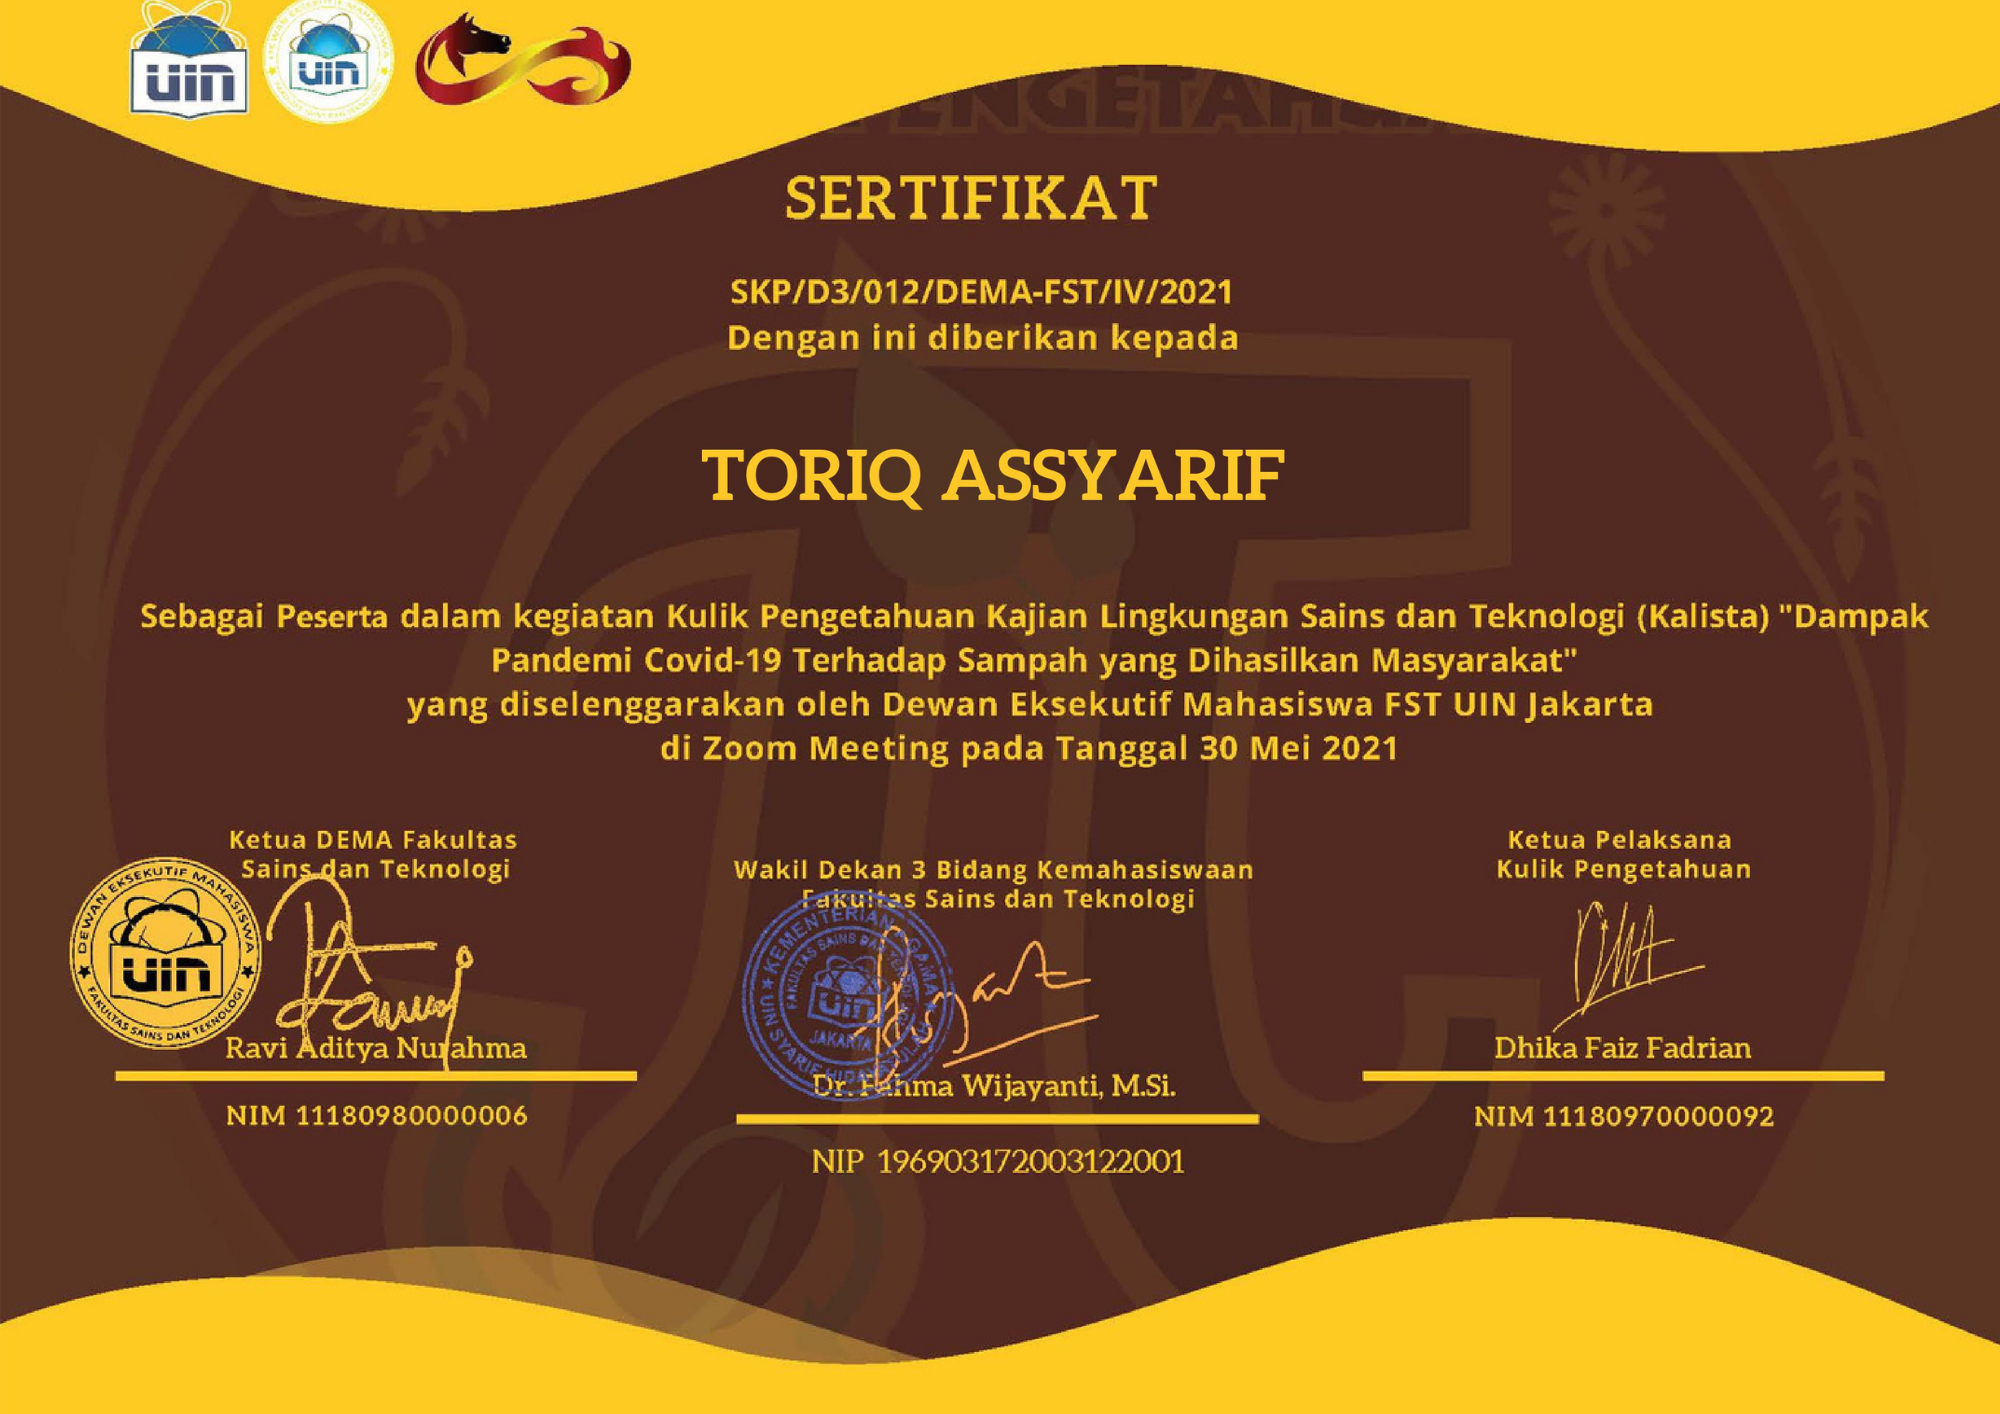 uin
uin
PENGETAHUAN
SERTIFIKAT
SKP/D3/012/DEMA-FST/IV/2021
Dengan ini diberikan kepada
TORIQ ASSYARIF
Sebagai Peserta dalam kegiatan Kulik Pengetahuan Kajian Lingkungan Sains dan Teknologi (Kalista) "Dampak
Pandemi Covid-19 Terhadap Sampah yang Dihasilkan Masyarakat"
yang diselenggarakan oleh Dewan Eksekutif Mahasiswa FST UIN Jakarta
di Zoom Meeting pada Tanggal 30 Mei 2021
Ketua DEMA Fakultas
Sains dan Teknologi
DEWAN EKSEKUTIF MAHASISWA
uin
FAKULTAS SAINS DAN TEKNOLOGI
Ravi Aditya Nurahma
NIM 11180980000006
Wakil Dekan 3 Bidang Kemahasiswaan
Fakultas Sains dan Teknologi
KEMENTERIAN AGAMA
FAKULTAS SAINS DAN
uin
JAKARTA
UIN SYARIF HIDAYATULLAH
Dr. Fahma Wijayanti, M.Si.
NIP 196903172003122001
Ketua Pelaksana
Kulik Pengetahuan
Dhika Faiz Fadrian
NIM 11180970000092